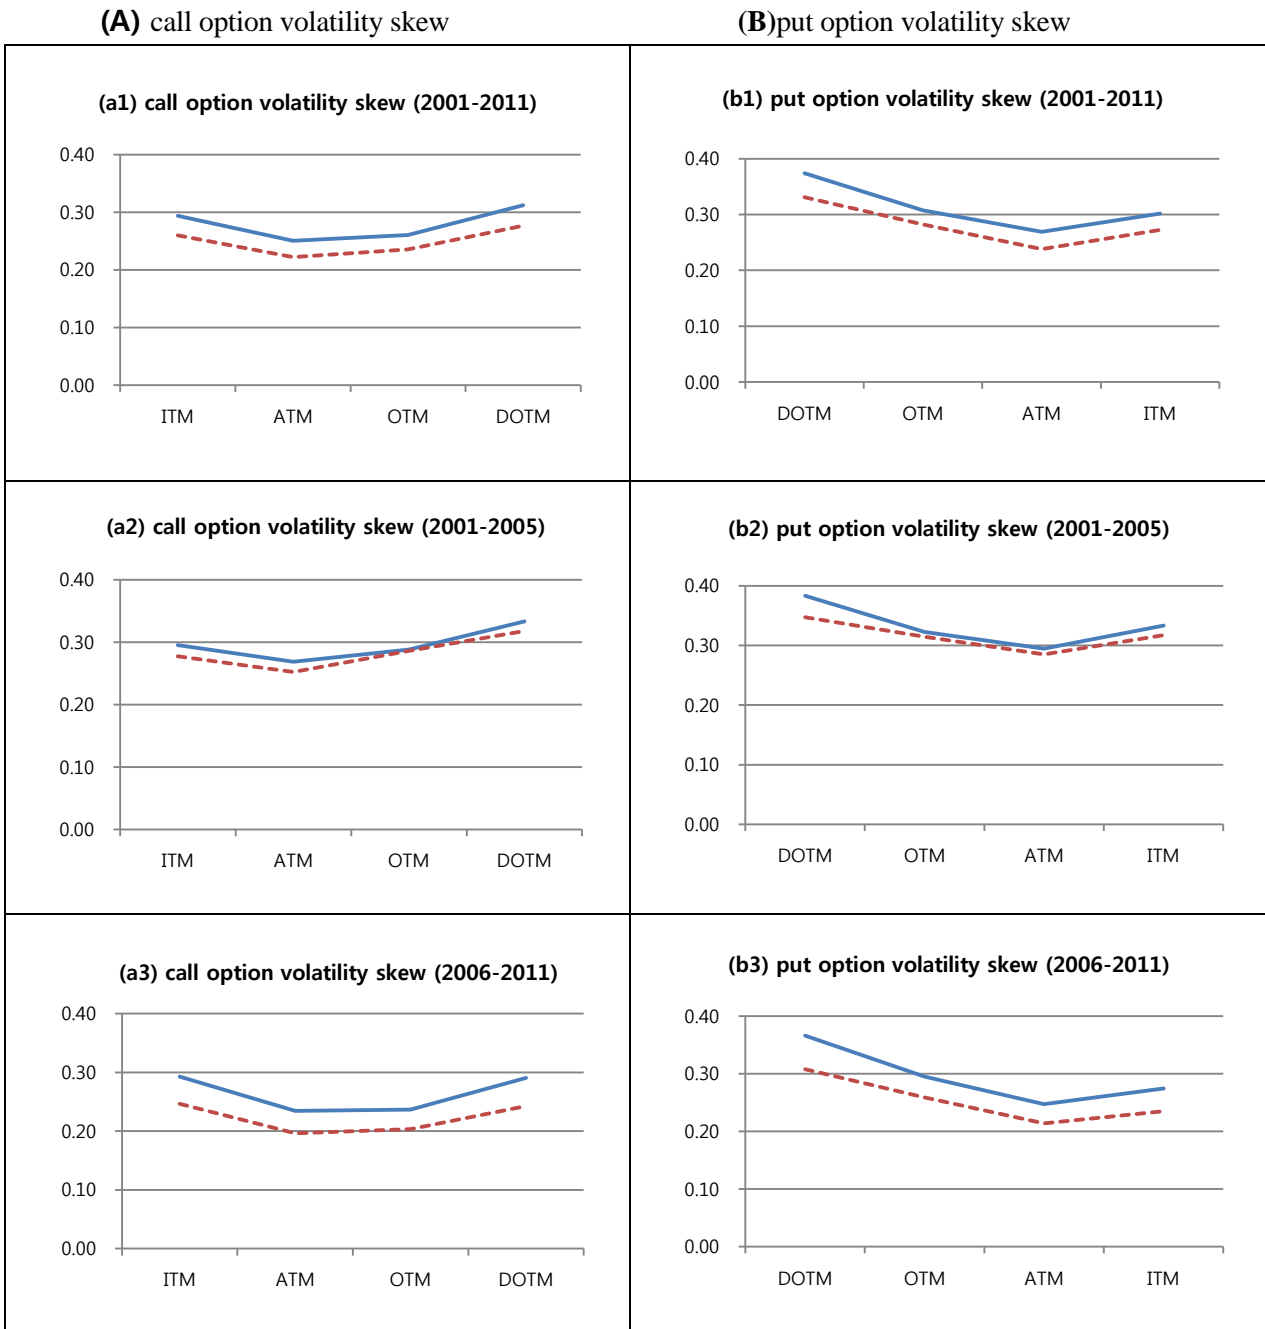 (A) call option volatility skew
(B)put option volatility skew
(a1) call option volatility skew (2001-2011)
0.40
0.30
0.20
0.10
0.00
ITM ATM OTM DOTM
(b1) put option volatility skew (2001-2011)
0.40
0.30
0.20
0.10
0.00
DOTM OTM ATM ITM
(a2) call option volatility skew (2001-2005)
0.40
0.30
0.20
0.10
0.00
ITM ATM OTM DOTM
(b2) put option volatility skew (2001-2005)
0.40
0.30
0.20
0.10
0.00
DOTM OTM ATM ITM
(a3) call option volatility skew (2006-2011)
0.40
0.30
0.20
0.10
0.00
ITM ATM OTM DOTM
(b3) put option volatility skew (2006-2011)
0.40
0.30
0.20
0.10
0.00
DOTM OTM ATM ITM